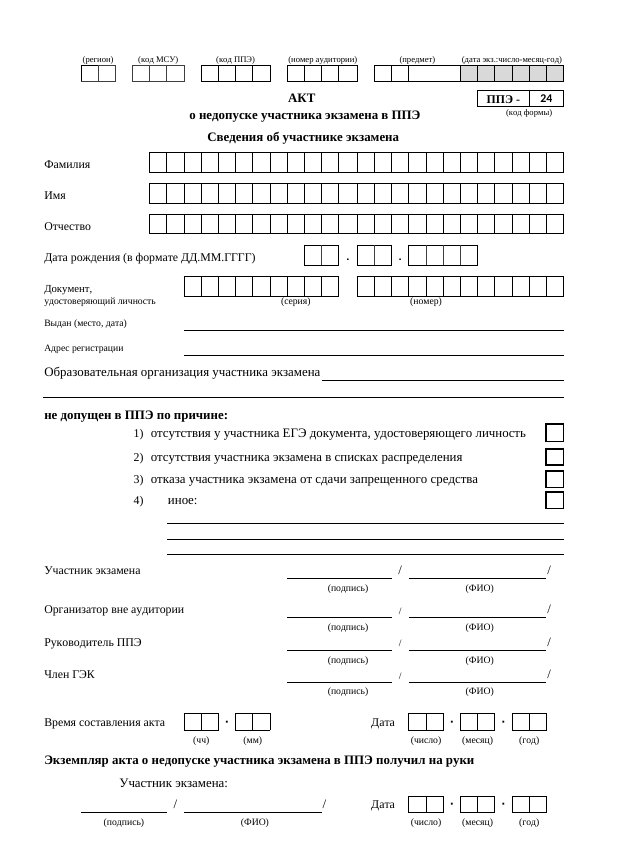 (регион) (код МСУ) (код ППЭ) (номер аудитории) (предмет) (дата экз.:число-месяц-год)
АКТ ППЭ - 24
о недопуске участника экзамена в ППЭ (код формы)
Сведения об участнике экзамена
Фамилия
Имя
Отчество
Дата рождения (в формате ДД.ММ.ГГГГ) . .
Документ,
удостоверяющий личность (серия) (номер)
Выдан (место, дата)
Адрес регистрации
Образовательная организация участника экзамена
не допущен в ППЭ по причине:
1) отсутствия у участника ЕГЭ документа, удостоверяющего личность
2) отсутствия участника экзамена в списках распределения
3) отказа участника экзамена от сдачи запрещенного средства
4) иное:
Участник экзамена / /
(подпись) (ФИО)
Организатор вне аудитории / /
(подпись) (ФИО)
Руководитель ППЭ / /
(подпись) (ФИО)
Член ГЭК / /
(подпись) (ФИО)
Время составления акта . Дата . .
(чч) (мм) (число) (месяц) (год)
Экземпляр акта о недопуске участника экзамена в ППЭ получил на руки
Участник экзамена:
/ / Дата . .
(подпись) (ФИО) (число) (месяц) (год)